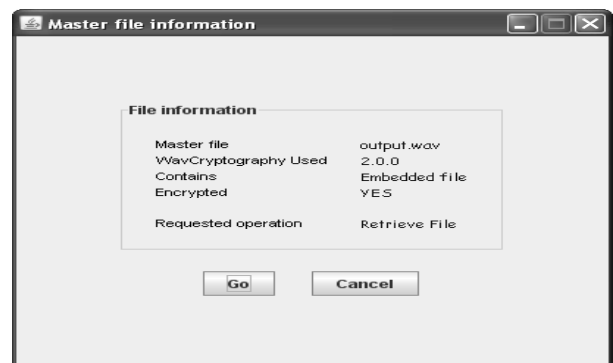 Master file information
File information
Master file output.wav
WavCryptography Used 2.0.0
Contains Embedded file
Encrypted YES
Requested operation Retrieve File
Go Cancel